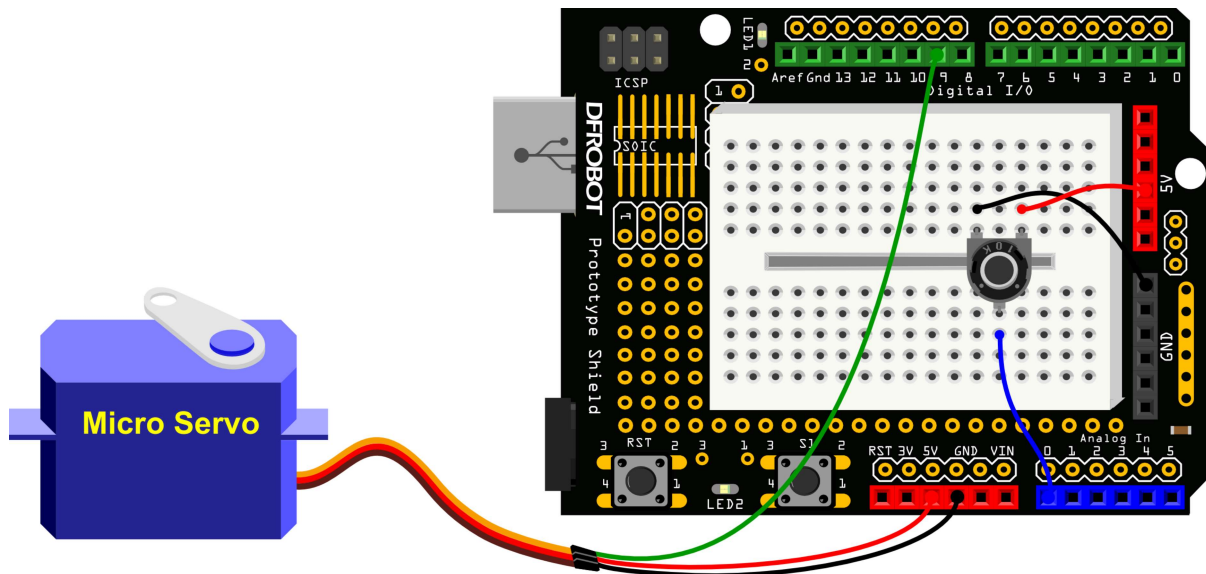 LED1
2
ICSP
Aref Gnd 13 12 11 10 9 8 7 6 5 4 3 2 1 0
Digital I/O
1
SOIC
DFROBOT
Prototype Shield
1
5V
10K
GND
Micro Servo
3 RST 2
4 1
3 1
LED2
3 S1 2
4 1
RST 3V 5V GND VIN
Analog In
0 1 2 3 4 5